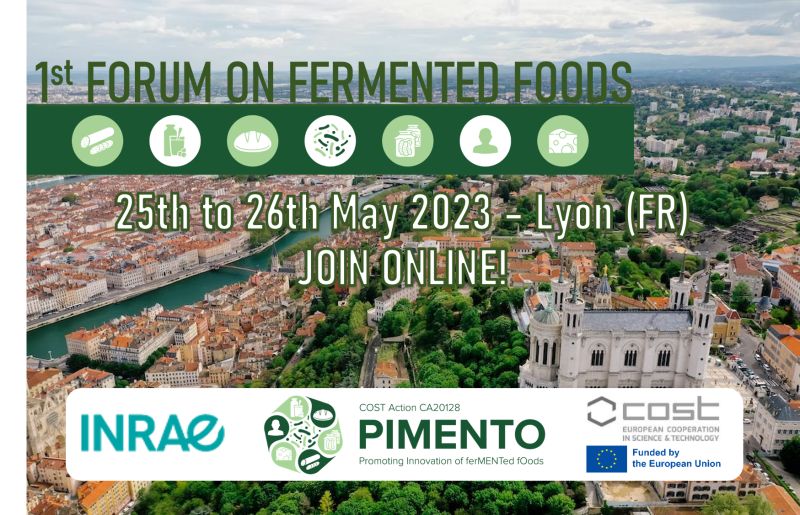 1st FORUM ON FERMENTED FOODS
25th to 26th May 2023 - Lyon (FR)
JOIN ONLINE!
INRAE
COST Action CA20128
PIMENTO
Promoting Innovation of ferMENTed fOods
cost
EUROPEAN COOPERATION
IN SCIENCE & TECHNOLOGY
Funded by
the European Union